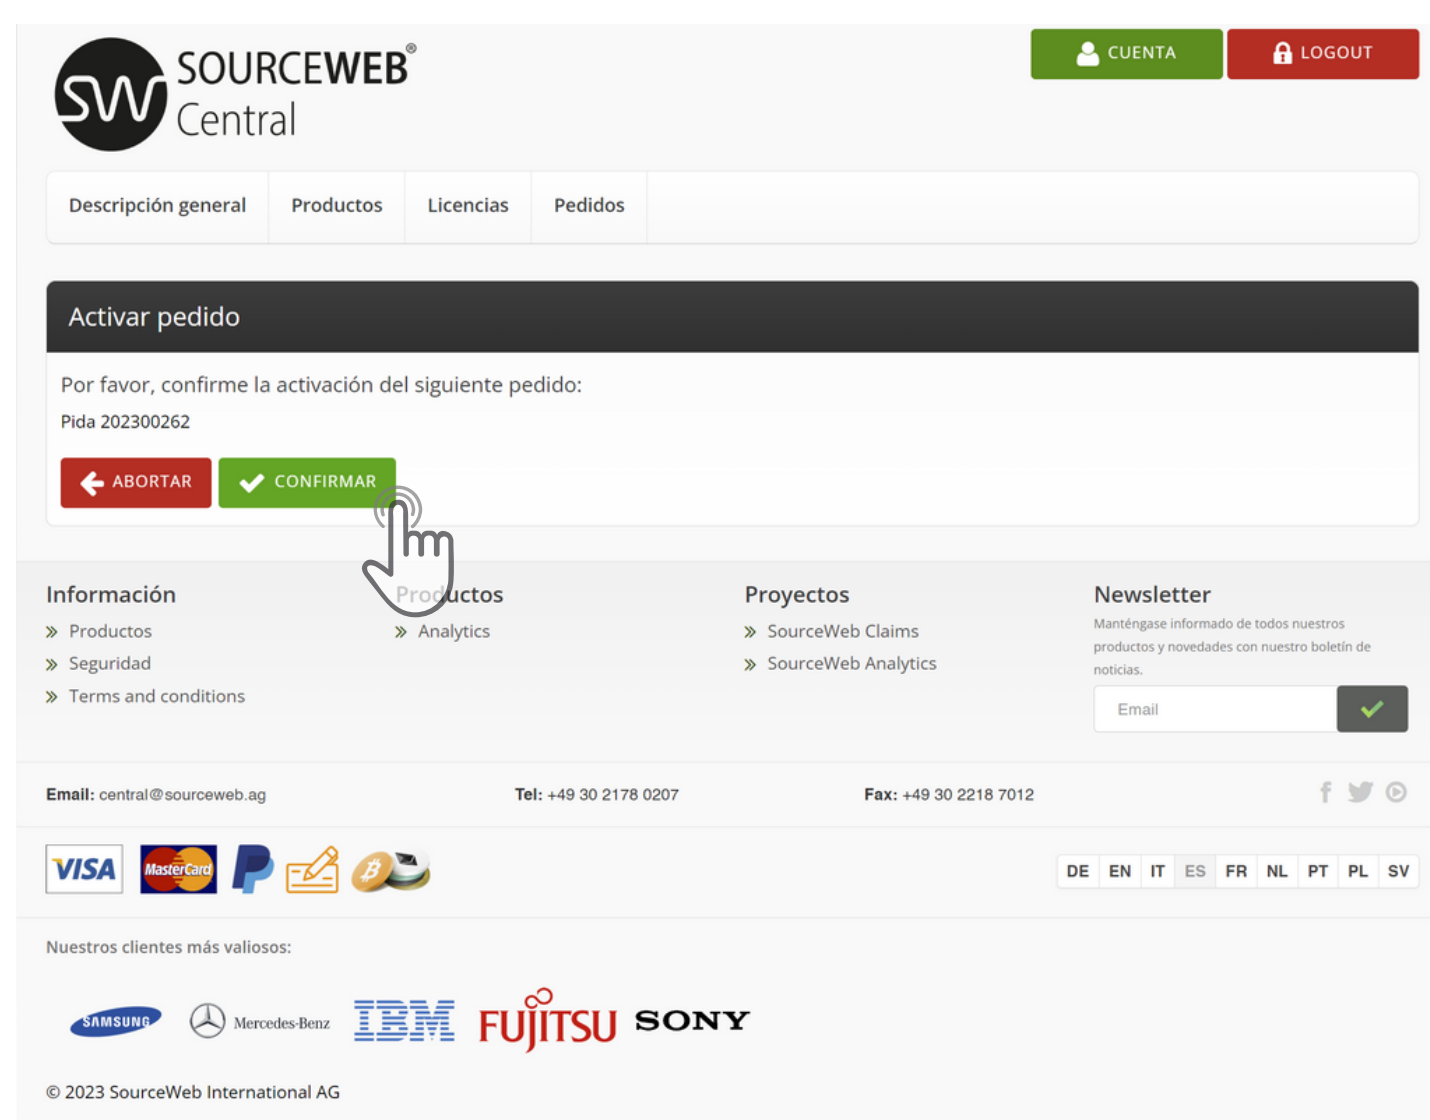 SW SOURCEWEB®
Central
CUENTA
LOGOUT
Descripción general
Productos
Licencias
Pedidos
Activar pedido
Por favor, confirme la activación del siguiente pedido:
Pida 202300262
ABORTAR
CONFIRMAR
Información
Productos
Seguridad
Terms and conditions
Productos
Analytics
Proyectos
SourceWeb Claims
SourceWeb Analytics
Newsletter
Manténgase informado de todos nuestros
productos y novedades con nuestro boletín de
noticias.
Email
Email: central@sourceweb.ag
Tel: +49 30 2178 0207
Fax: +49 30 2218 7012
VISA
MasterCard
DE EN IT ES FR NL PT PL SV
Nuestros clientes más valiosos:
SAMSUNG
Mercedes-Benz
IBM
FUJITSU
SONY
© 2023 SourceWeb International AG